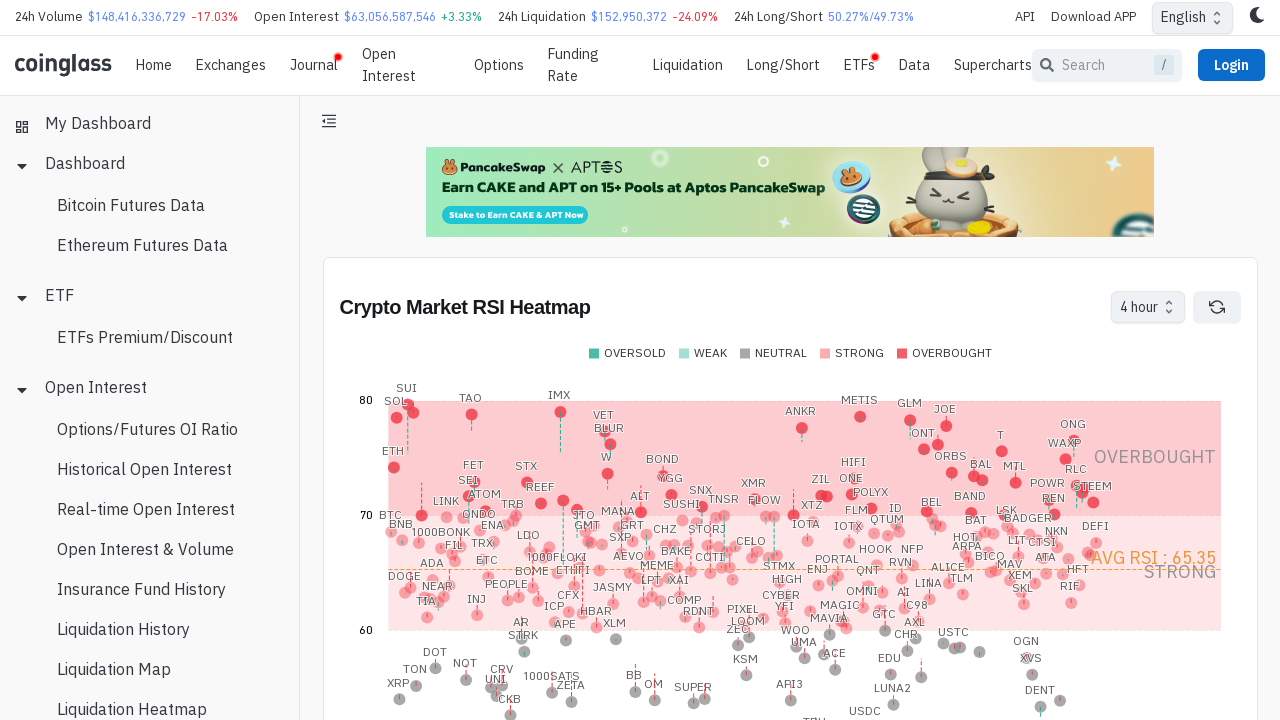 24h Volume $148,416,336,729 -17.03% Open Interest $63,056,587,546 +3.33% 24h Liquidation $152,950,372 -24.09% 24h Long/Short 50.27%/49.73% API Download APP English
coinglass Home Exchanges Journal Open Interest Options Funding Rate Liquidation Long/Short ETFs Data Supercharts Search / Login
My Dashboard
Dashboard
Bitcoin Futures Data
Ethereum Futures Data
ETF
ETFs Premium/Discount
Open Interest
Options/Futures OI Ratio
Historical Open Interest
Real-time Open Interest
Open Interest & Volume
Insurance Fund History
Liquidation History
Liquidation Map
Liquidation Heatmap
PancakeSwap X APTOS
Earn CAKE and APT on 15+ Pools at Aptos PancakeSwap
Stake to Earn CAKE & APT Now
Crypto Market RSI Heatmap
4 hour
OVERSOLD WEAK NEUTRAL STRONG OVERBOUGHT
80
SUI
SOL TAO IMX METIS
VET BLUR ANKR GLM JOE ONG
ONT T WAXP
OVERBOUGHT
ETH FET STX W BOND HIFI ORBS BAL MTL RLC
SEI REEF YGG XMR ZIL ONE POWR STEEM
LINK ATOM TRB ALT SNX TNSR FLOW XTZ POLYX BAND REN
70
BTC ONDO JTO MANA SUSHI FLM ID BEL LSK
BNB ENA GMT GRT IOTA IOTX QTUM BAT BADGER DEFI
1000BONK LDO SXP CHZ STORJ NKN
FIL TRX CELO HOOK NFP HOT ARPA LIT CTSI
ADA ETC 1000FLOKI AEVO BAKE COTI PORTAL RVN BICO ATA
AVG RSI : 65.35
DOGE BOME ETHFI MEME STMX ENJ QNT ALICE MAV HFT
STRONG
NEAR PEOPLE JASMY LPT XAI HIGH OMNI LINA TLM XEM RIF
TIA INJ CFX COMP CYBER AI SKL
ICP HBAR RDNT PIXEL YFI MAGIC C98
60
AR APE XLM LOOM MAVIA GTC AXL
STRK ZEC WOO CHR USTC
UMA OGN
DOT KSM ACE EDU XVS
TON NOT CRV 1000SATS BB
XRP UNI ZETA OM SUPER API3 LUNA2 DENT
CKB
USDC